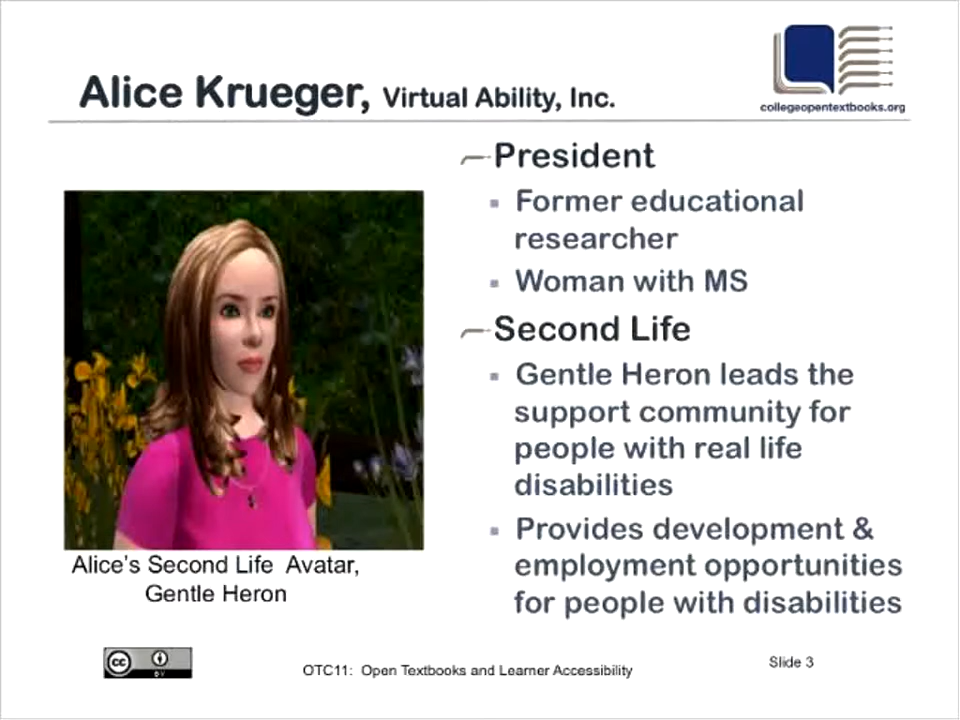 Alice Krueger, Virtual Ability, Inc.
collegeopentextbooks.org
President
Former educational
researcher
Woman with MS
Second Life
Gentle Heron leads the
support community for
people with real life
disabilities
Provides development &
employment opportunities
for people with disabilities
Alice's Second Life Avatar,
Gentle Heron
cc
BY
OTC11: Open Textbooks and Learner Accessibility
Slide 3